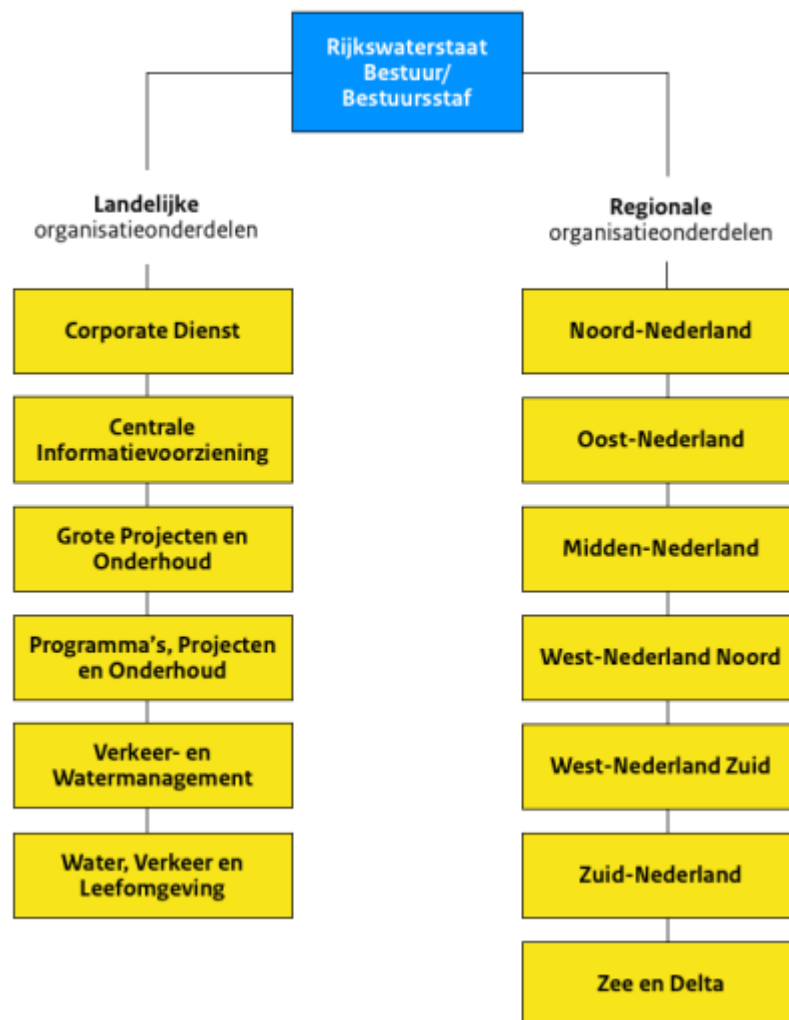 Rijkswaterstaat
Bestuur/
Bestuursstaf
Landelijke
organisatieonderdelen
Corporate Dienst
Centrale
Informatievoorziening
Grote Projecten en
Onderhoud
Programma's, Projecten
en Onderhoud
Verkeer- en
Watermanagement
Water, Verkeer en
Leefomgeving
Regionale
organisatieonderdelen
Noord-Nederland
Oost-Nederland
Midden-Nederland
West-Nederland Noord
West-Nederland Zuid
Zuid-Nederland
Zee en Delta